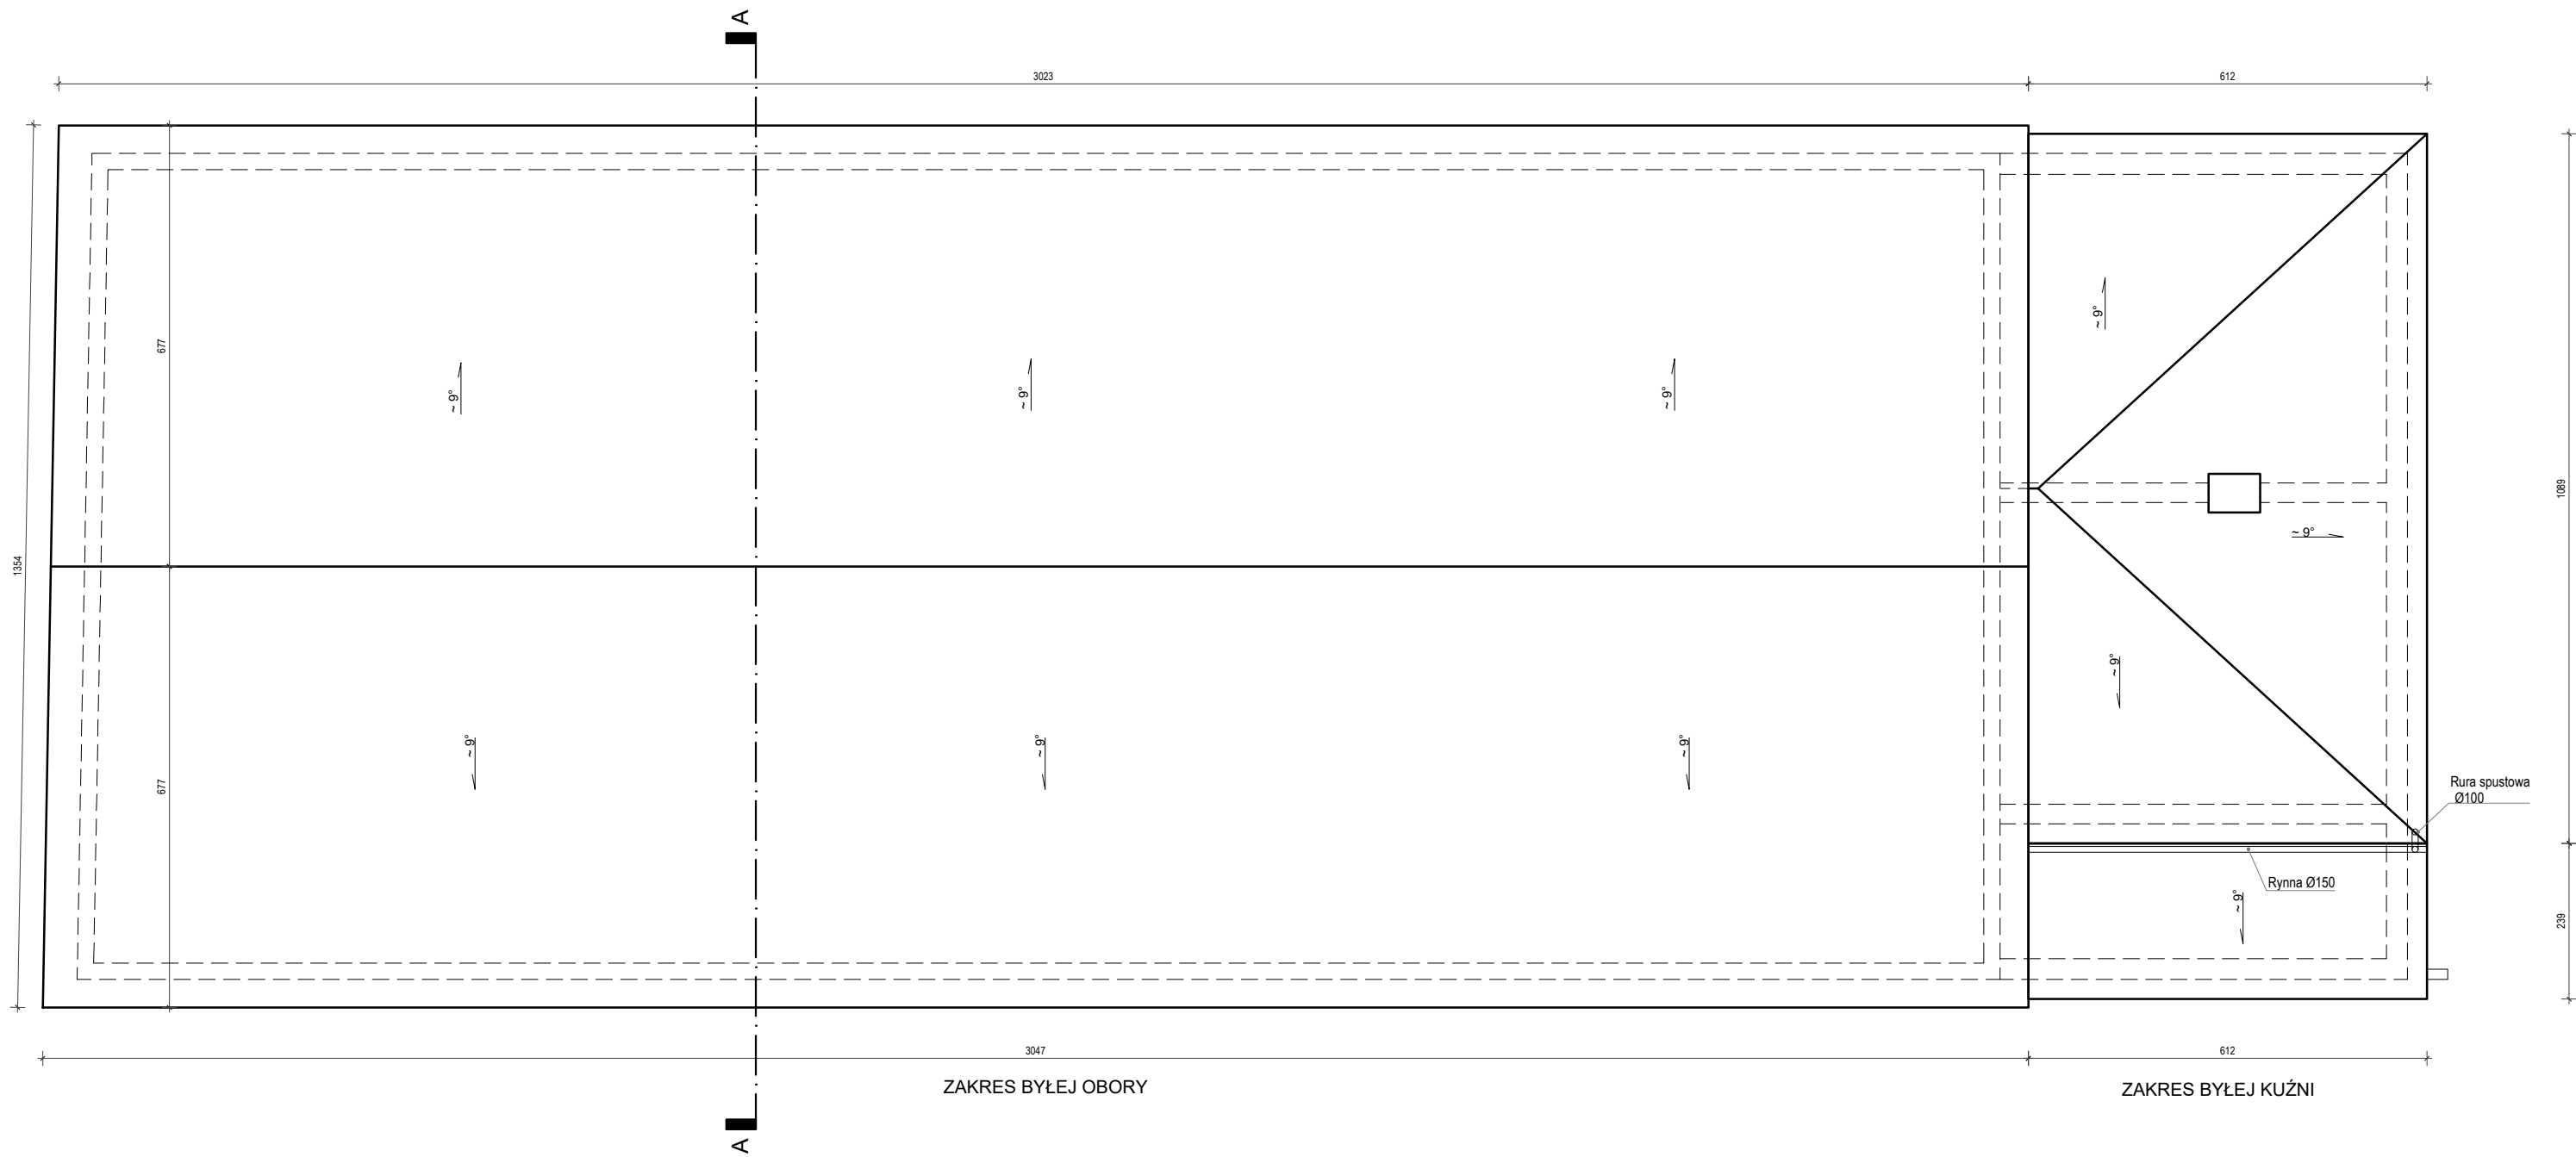 A
3023
612
677
~ 9°
~ 9°
~ 9°
~ 9°
1089
~ 9°
1354
~ 9°
677
~ 9°
~ 9°
~ 9°
Rura spustowa
Ø100
Rynna Ø150
~ 9°
239
3047
612
ZAKRES BYŁEJ OBORY
ZAKRES BYŁEJ KUŹNI
A